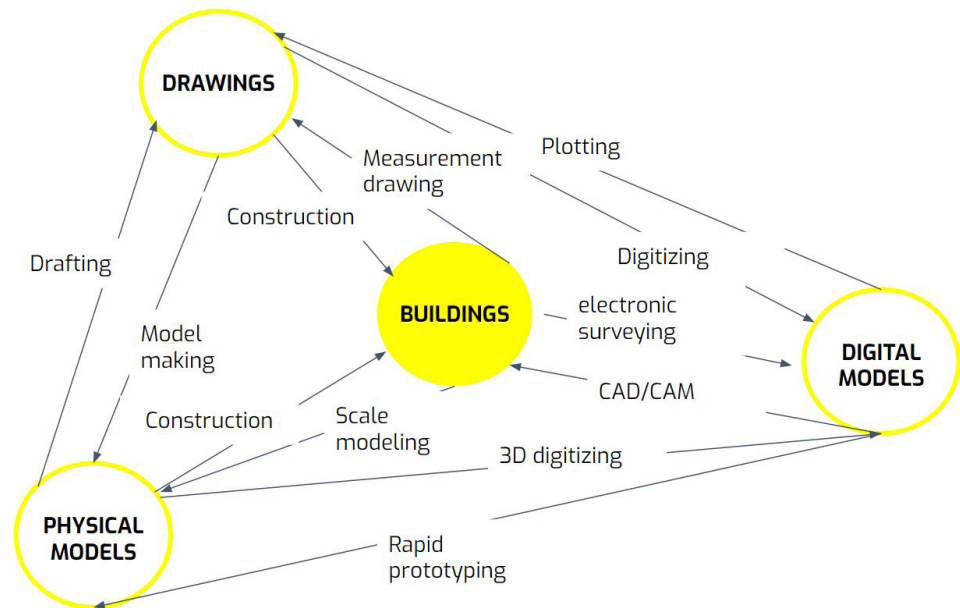 DRAWINGS
Plotting
Measurement
drawing
Construction
Digitizing
Drafting
BUILDINGS
electronic
surveying
Model
making
DIGITAL
MODELS
CAD/CAM
Construction
Scale
modeling
3D digitizing
PHYSICAL
MODELS
Rapid
prototyping